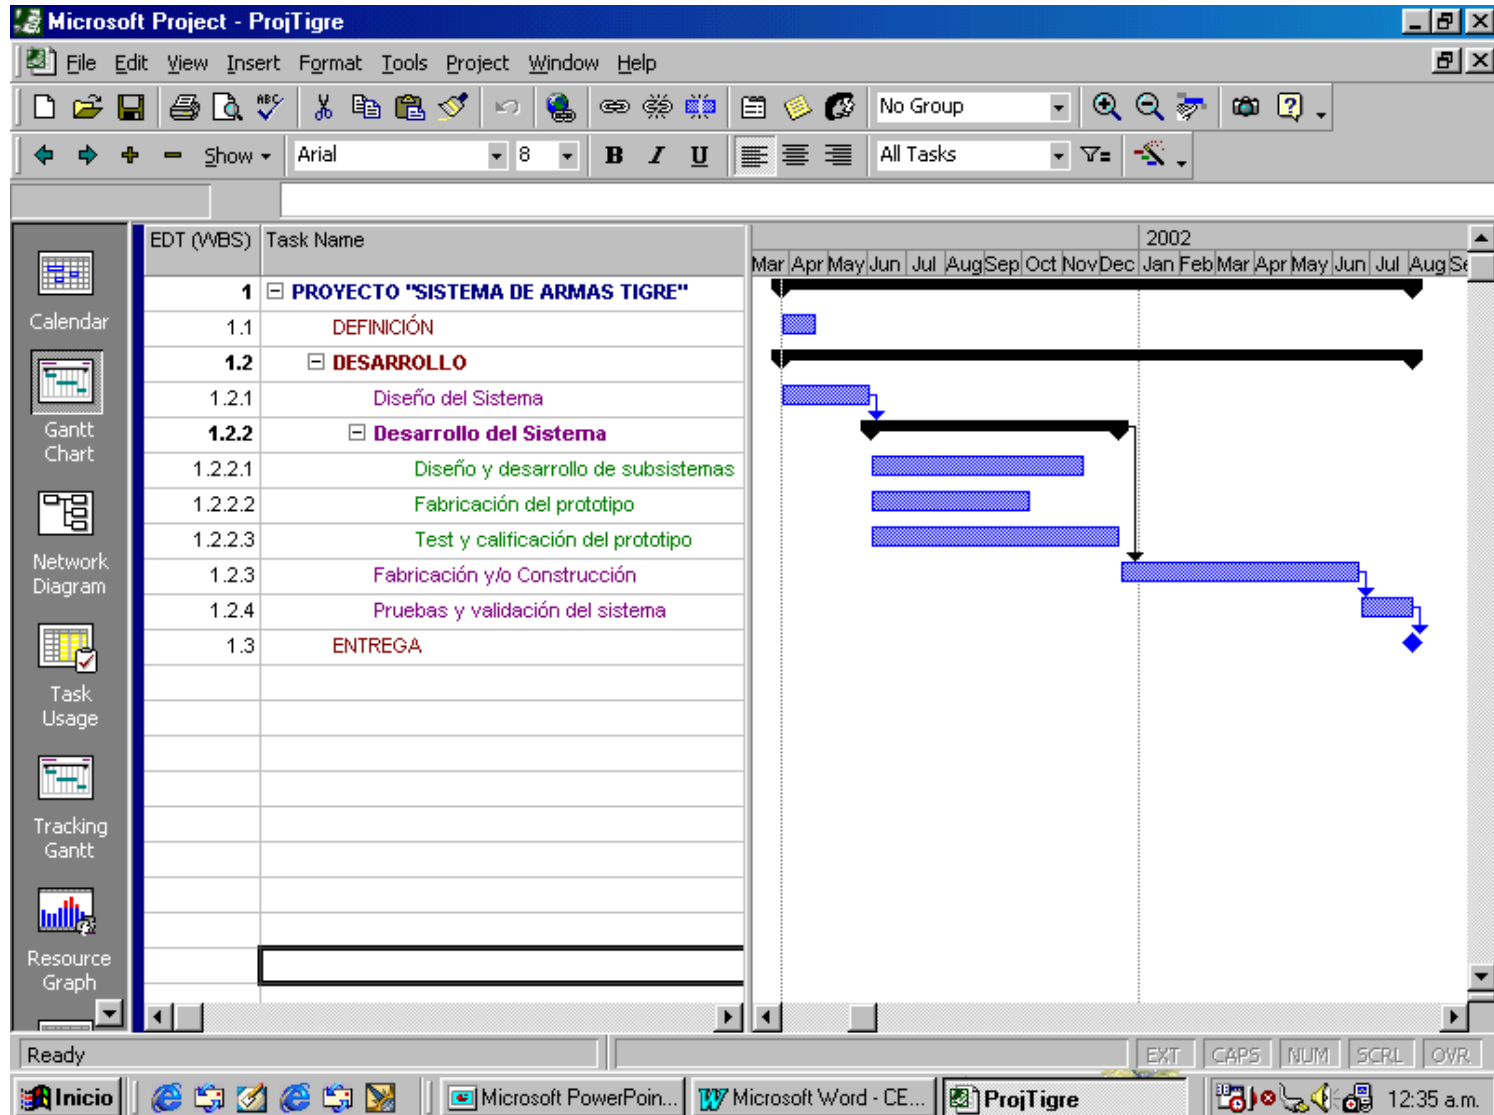 Microsoft Project - ProjTigre
File Edit View Insert Format Tools Project Window Help
ABC No Group
Show Arial 8 B I U All Tasks
EDT (WBS) Task Name 2002
Mar Apr May Jun Jul Aug Sep Oct Nov Dec Jan Feb Mar Apr May Jun Jul Aug
1 PROYECTO "SISTEMA DE ARMAS TIGRE"
1.1 DEFINICIÓN
1.2 DESARROLLO
1.2.1 Diseño del Sistema
1.2.2 Desarrollo del Sistema
1.2.2.1 Diseño y desarrollo de subsistemas
1.2.2.2 Fabricación del prototipo
1.2.2.3 Test y calificación del prototipo
1.2.3 Fabricación y/o Construcción
1.2.4 Pruebas y validación del sistema
1.3 ENTREGA
Calendar
Gantt
Chart
Network
Diagram
Task
Usage
Tracking
Gantt
Resource
Graph
Ready EXT CAPS NUM SCRL OVR
Inicio Microsoft PowerPoin... Microsoft Word - CE... ProjTigre 12:35 a.m.